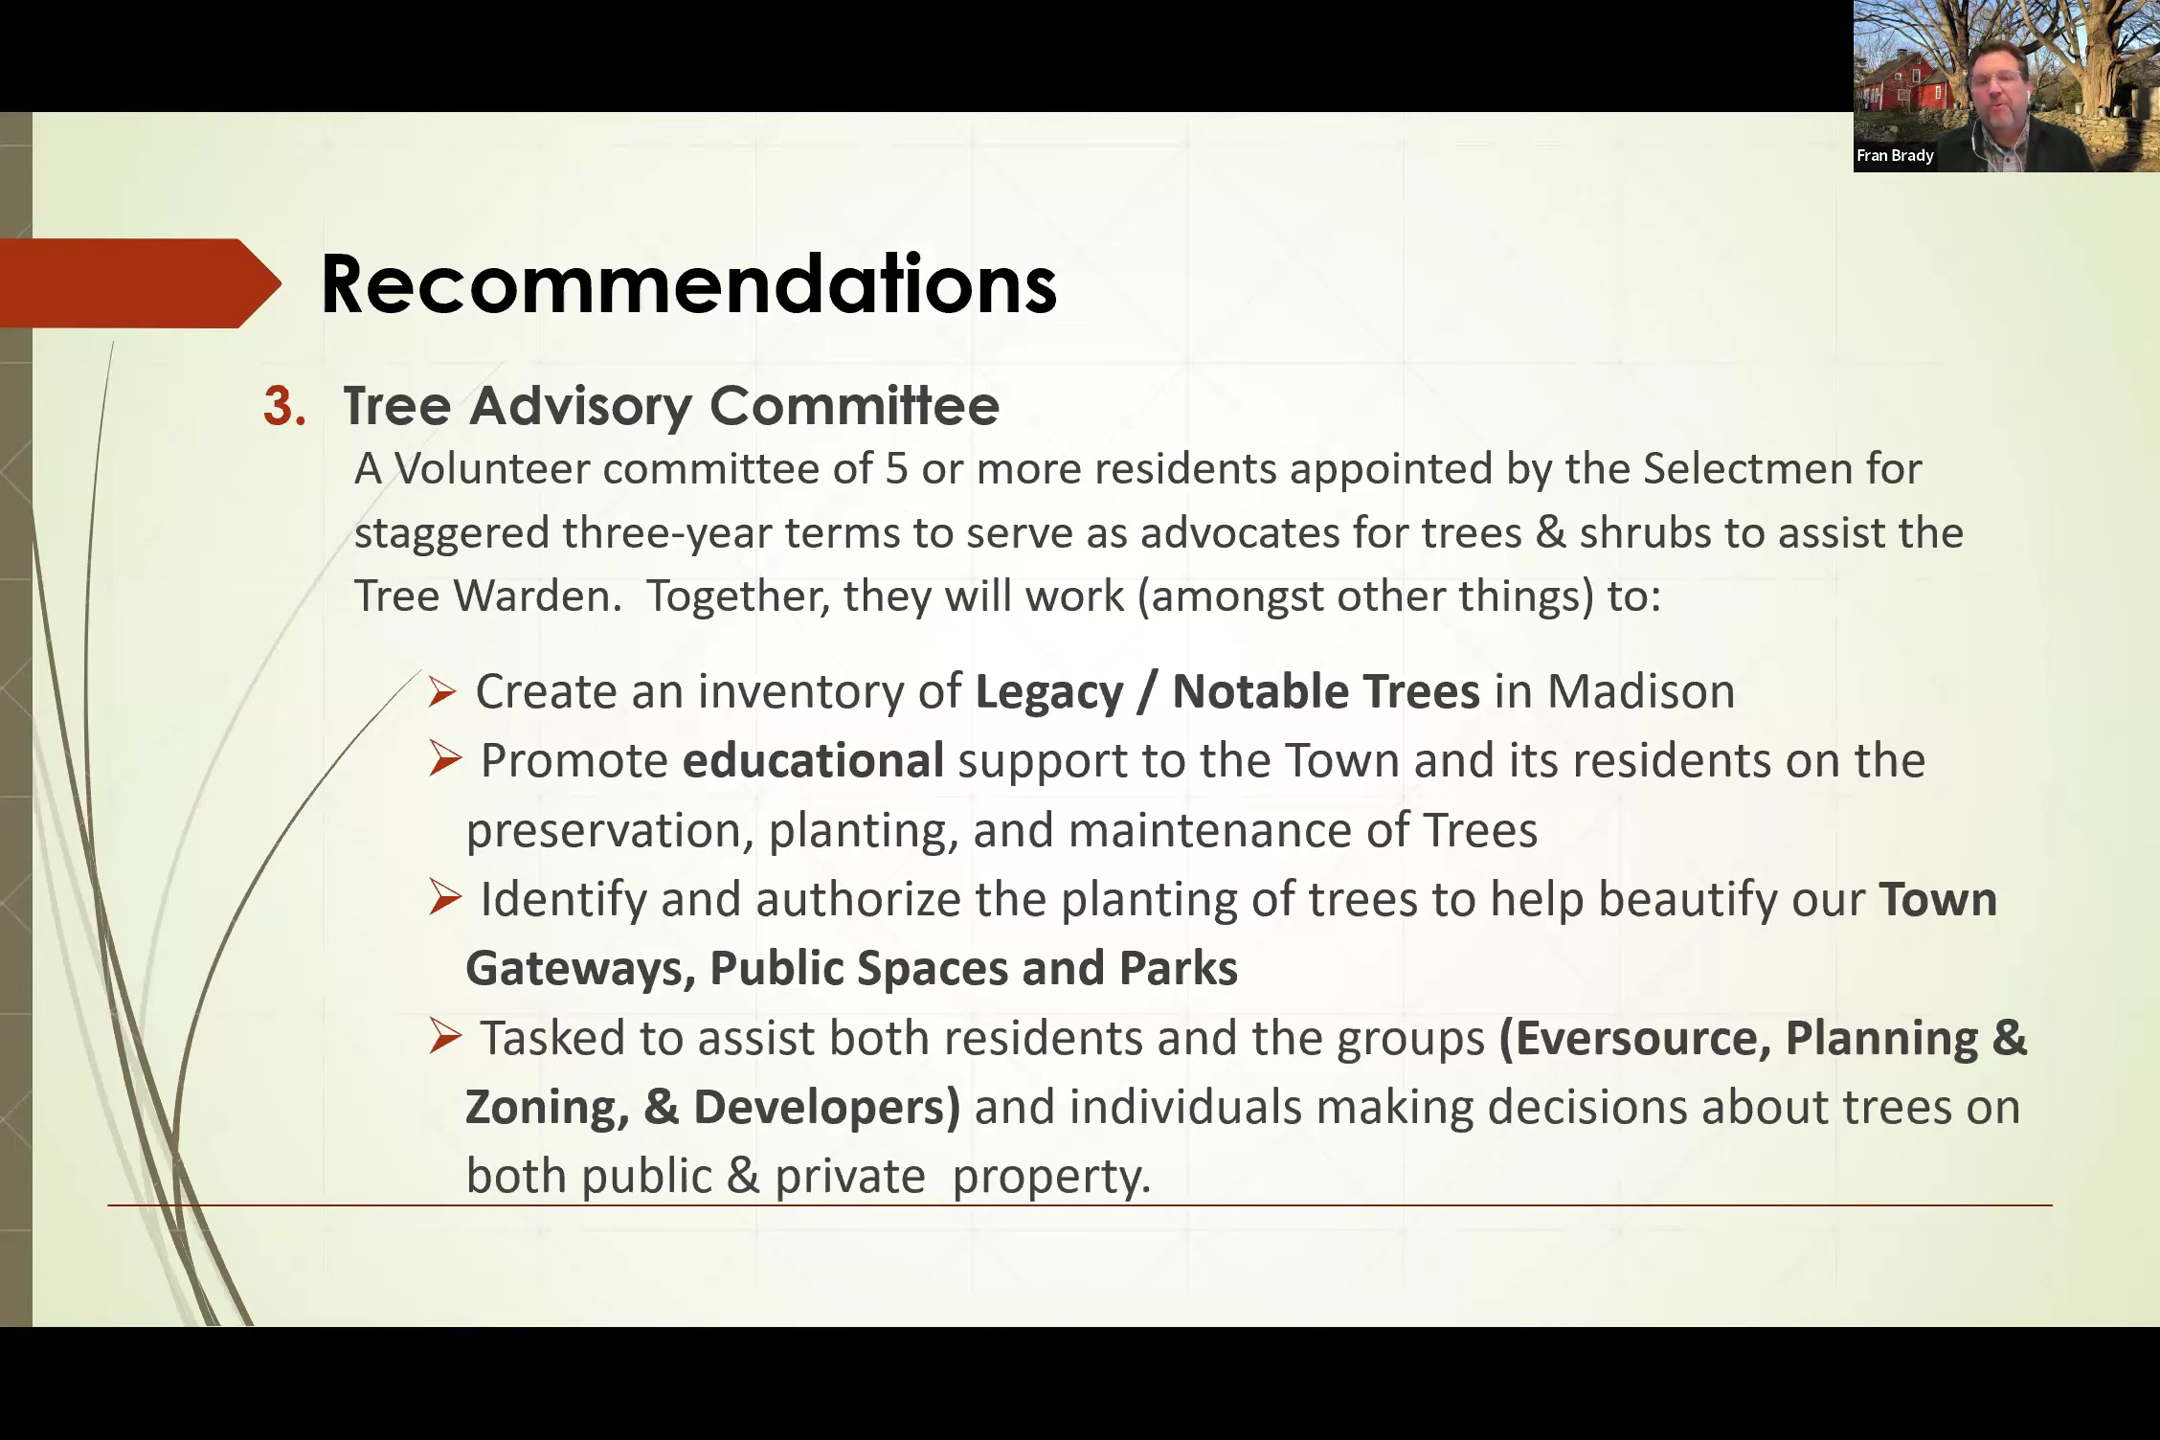 Fran Brady
Recommendations
3. Tree Advisory Committee
A Volunteer committee of 5 or more residents appointed by the Selectmen for
staggered three-year terms to serve as advocates for trees & shrubs to assist the
Tree Warden.  Together, they will work (amongst other things) to:
Create an inventory of Legacy / Notable Trees in Madison
Promote educational support to the Town and its residents on the
preservation, planting, and maintenance of Trees
Identify and authorize the planting of trees to help beautify our Town
Gateways, Public Spaces and Parks
Tasked to assist both residents and the groups (Eversource, Planning &
Zoning, & Developers) and individuals making decisions about trees on
both public & private  property.